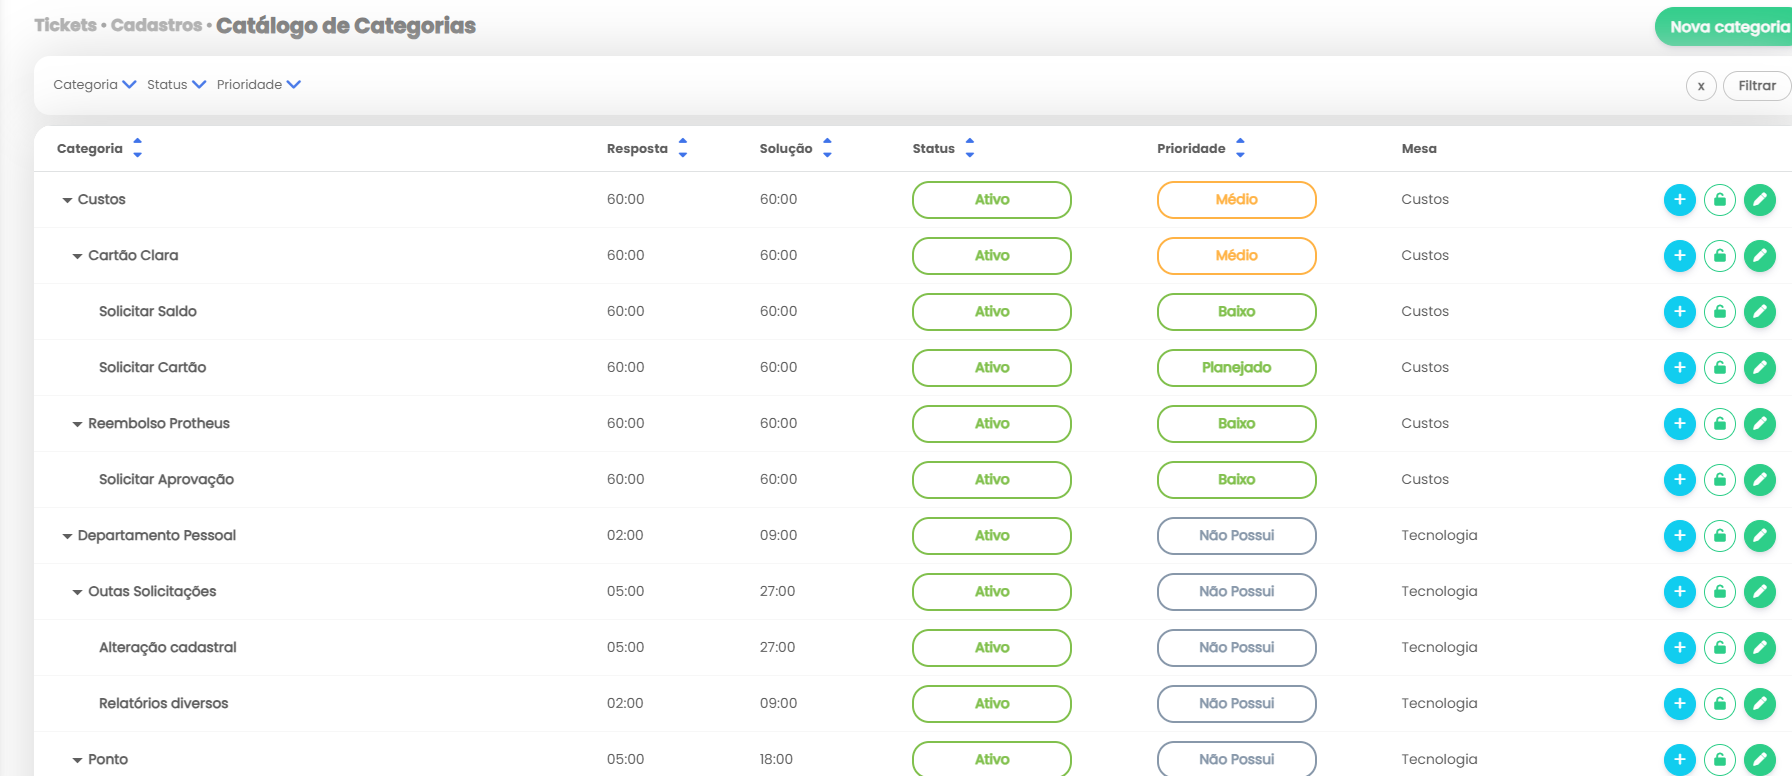 Tickets • Cadastros • Catálogo de Categorias
Nova categoria
Categoria Status Prioridade x Filtrar
Categoria Resposta Solução Status Prioridade Mesa
Custos 60:00 60:00 Ativo Médio Custos
Cartão Clara 60:00 60:00 Ativo Médio Custos
Solicitar Saldo 60:00 60:00 Ativo Baixo Custos
Solicitar Cartão 60:00 60:00 Ativo Planejado Custos
Reembolso Protheus 60:00 60:00 Ativo Baixo Custos
Solicitar Aprovação 60:00 60:00 Ativo Baixo Custos
Departamento Pessoal 02:00 09:00 Ativo Não Possui Tecnologia
Outas Solicitações 05:00 27:00 Ativo Não Possui Tecnologia
Alteração cadastral 05:00 27:00 Ativo Não Possui Tecnologia
Relatórios diversos 02:00 09:00 Ativo Não Possui Tecnologia
Ponto 05:00 18:00 Ativo Não Possui Tecnologia